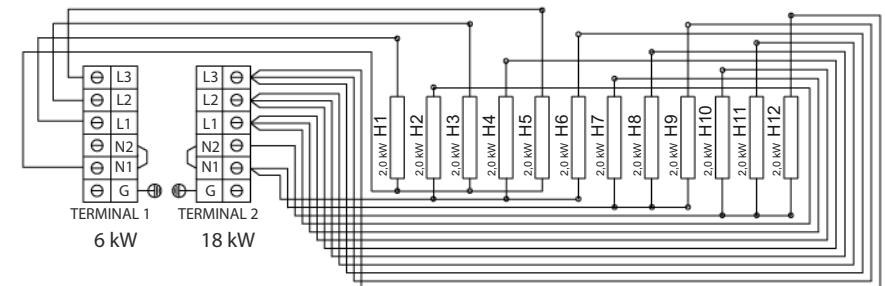 L3
L2
L1
N2
N1
G
TERMINAL 1
6 kW
L3
L2
L1
N2
N1
G
TERMINAL 2
18 kW
2,0 kW H1
2,0 kW H2
2,0 kW H3
2,0 kW H4
2,0 kW H5
2,0 kW H6
2,0 kW H7
2,0 kW H8
2,0 kW H9
2,0 kW H10
2,0 kW H11
2,0 kW H12